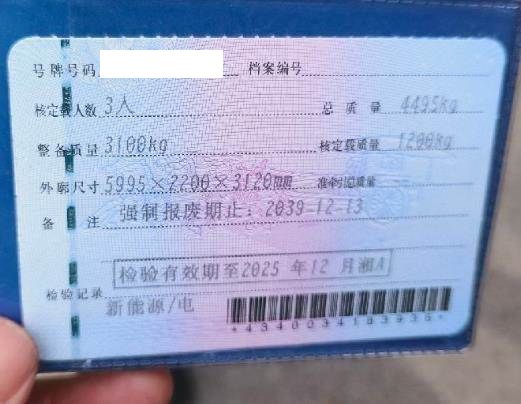 号牌号码 档案编号
核定载人数 3人 总质量 4495kg
整备质量 3100kg 核定载质量 1200kg
外廓尺寸 5995×2200×3120mm 准牵引总质量
备注 强制报废期止：2039-12-13
检验有效期至2025年12月湘A
检验记录
新能源/电